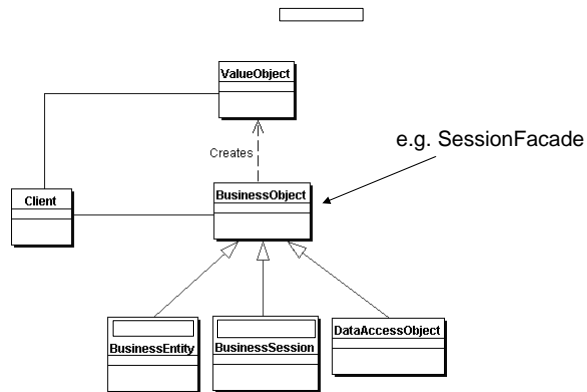 ValueObject
e.g. SessionFacade
Creates
Client
BusinessObject
BusinessEntity
BusinessSession
DataAccessObject